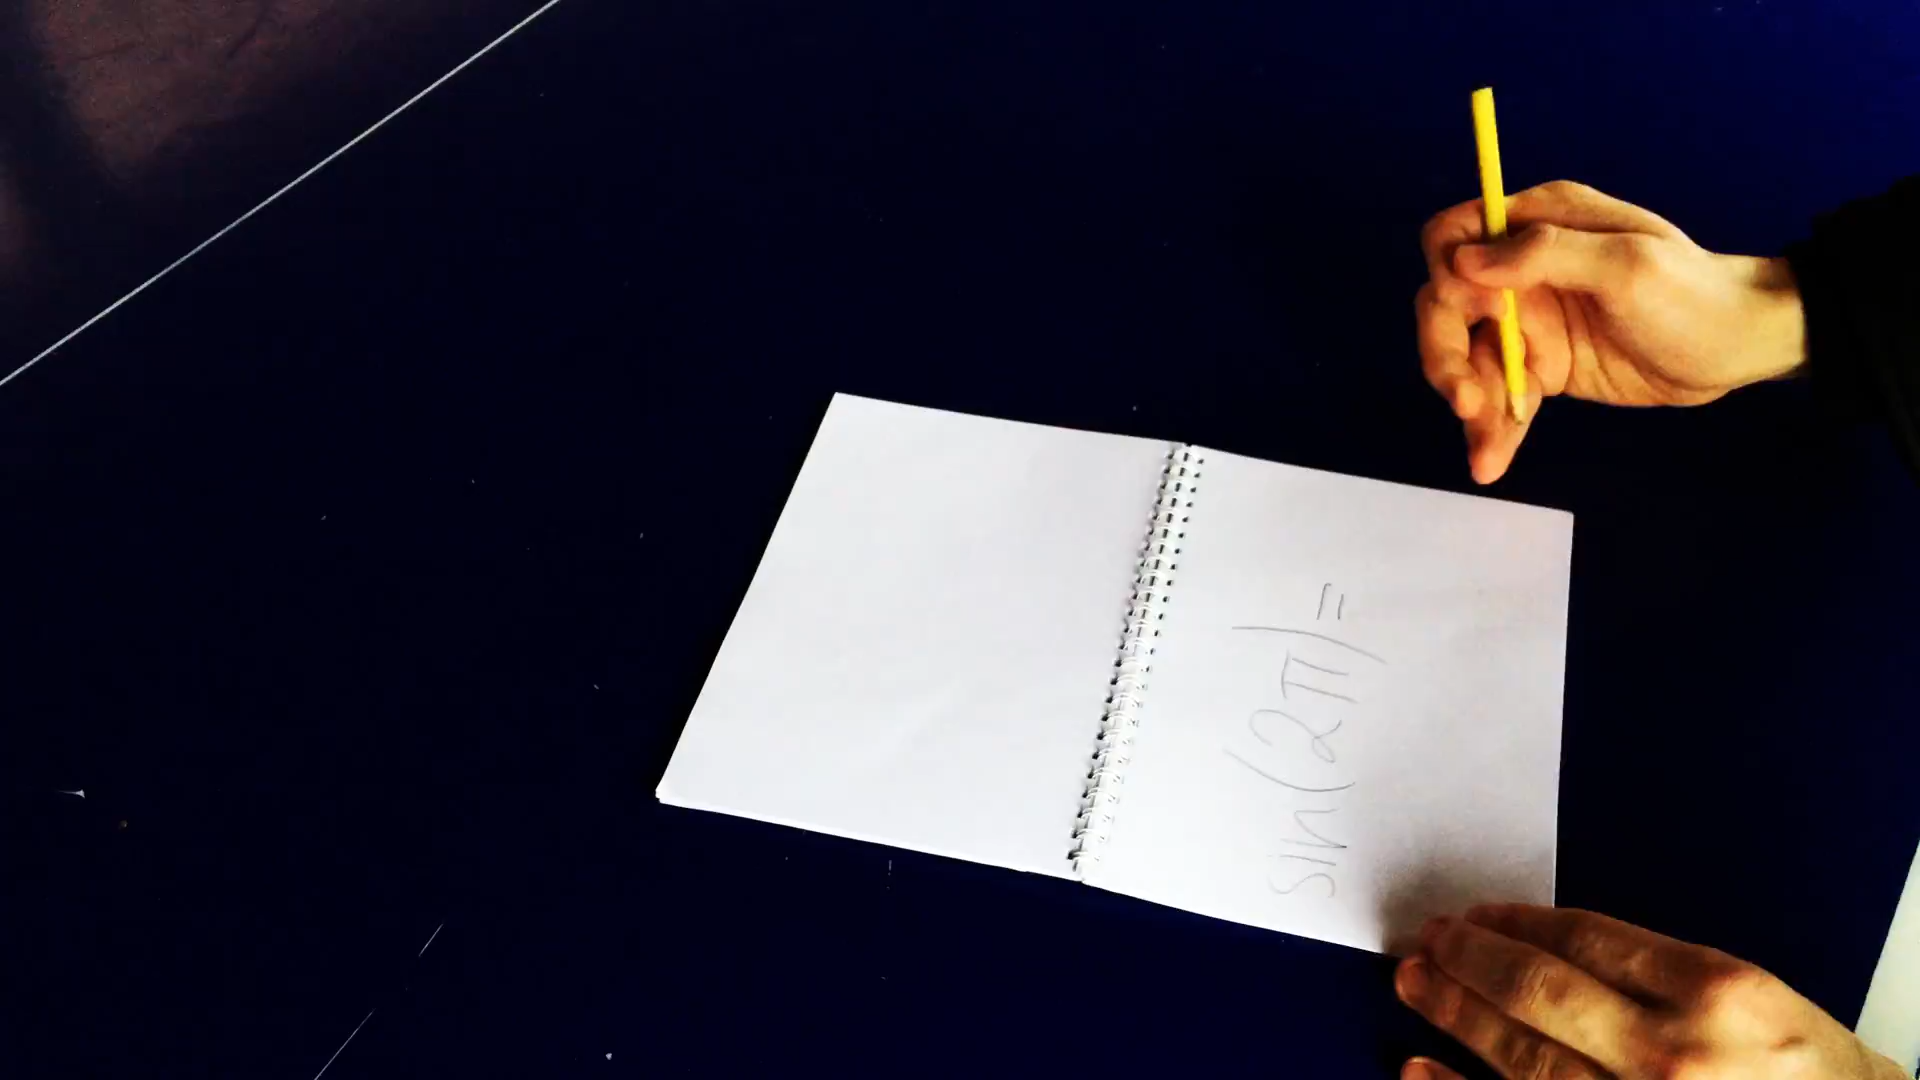 sin(2π) =